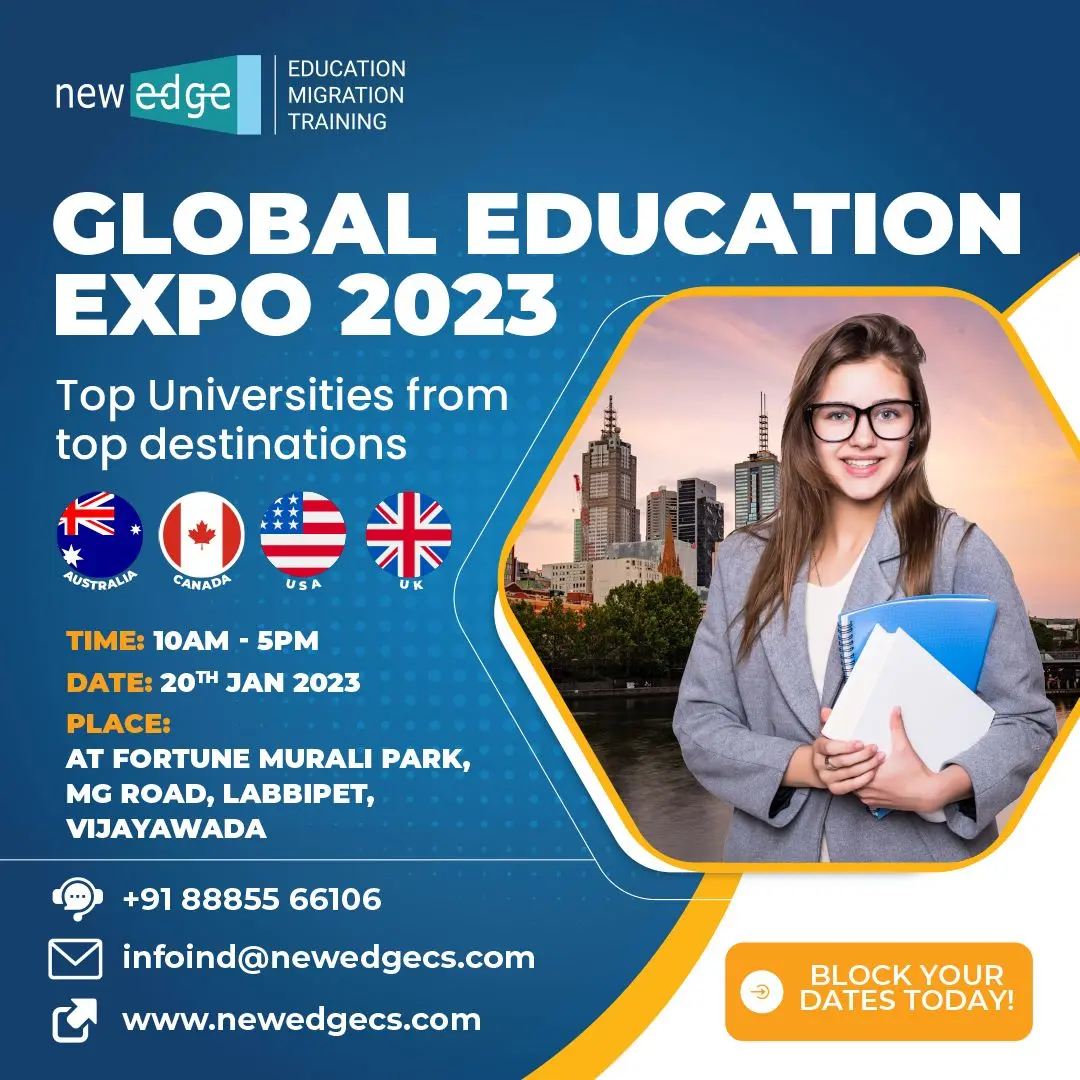 new edge
EDUCATION
MIGRATION
TRAINING
GLOBAL EDUCATION
EXPO 2023
Top Universities from
top destinations
AUSTRALIA
CANADA
USA
UK
TIME: 10AM - 5PM
DATE: 20TH JAN 2023
PLACE:
AT FORTUNE MURALI PARK,
MG ROAD, LABBIPET,
VIJAYAWADA
+91 88855 66106
infoind@newedgecs.com
www.newedgecs.com
BLOCK YOUR
DATES TODAY!